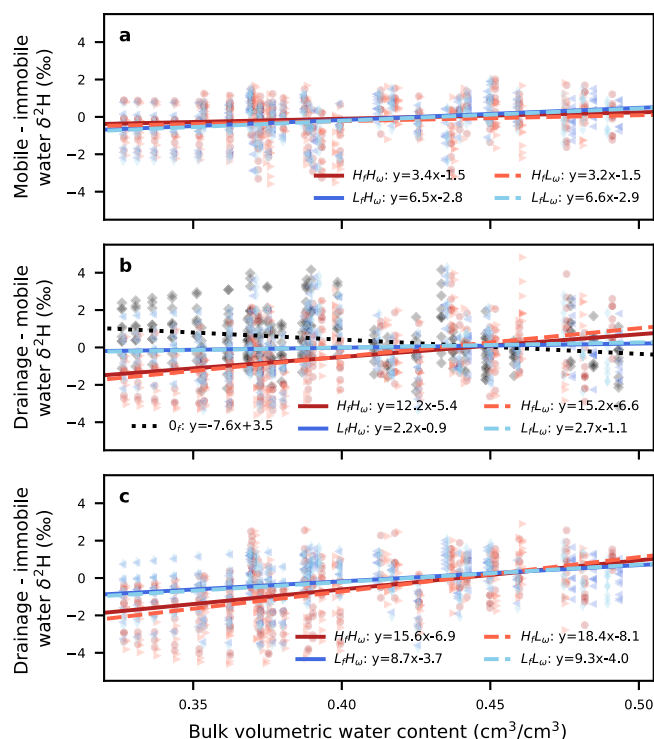 a
4
2
0
−2
−4
Mobile - immobile
water δ²H (‰)
H_fH_ω: y=3.4x-1.5 H_fL_ω: y=3.2x-1.5
L_fH_ω: y=6.5x-2.8 L_fL_ω: y=6.6x-2.9
b
4
2
0
−2
−4
Drainage - mobile
water δ²H (‰)
H_fH_ω: y=12.2x-5.4 H_fL_ω: y=15.2x-6.6
0_f: y=-7.6x+3.5 L_fH_ω: y=2.2x-0.9 L_fL_ω: y=2.7x-1.1
c
4
2
0
−2
−4
Drainage - immobile
water δ²H (‰)
H_fH_ω: y=15.6x-6.9 H_fL_ω: y=18.4x-8.1
L_fH_ω: y=8.7x-3.7 L_fL_ω: y=9.3x-4.0
0.35 0.40 0.45 0.50
Bulk volumetric water content (cm³/cm³)